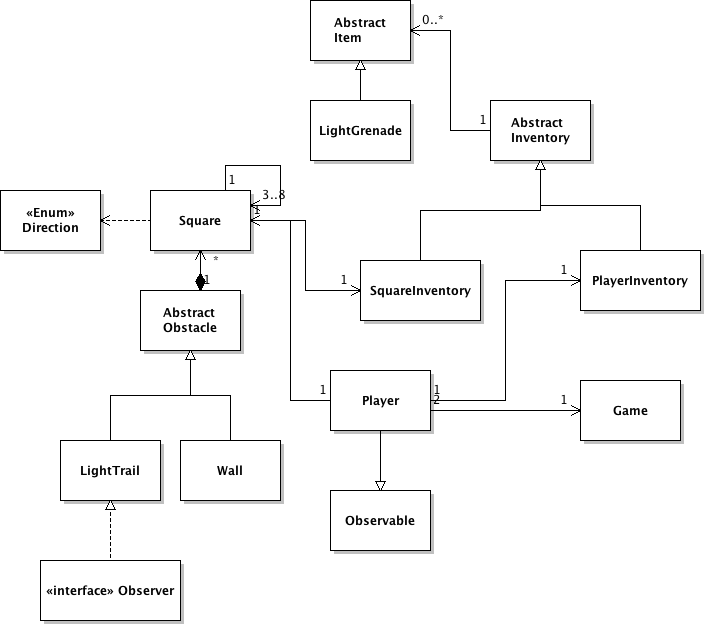 Abstract
Item
0..*
LightGrenade
1
Abstract
Inventory
1
3..8
1
«Enum»
Direction
Square
*
1
1
SquareInventory
1
PlayerInventory
Abstract
Obstacle
1
Player
1
2
1
Game
LightTrail
Wall
Observable
«interface» Observer